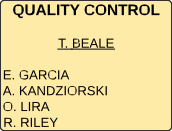 QUALITY CONTROL
T. BEALE
E. GARCIA
A. KANDZIORSKI
O. LIRA
R. RILEY